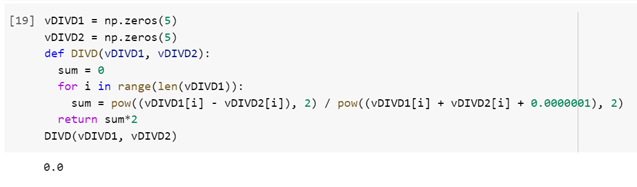 [19] vDIVD1 = np.zeros(5)
vDIVD2 = np.zeros(5)
def DIVD(vDIVD1, vDIVD2):
sum = 0
for i in range(len(vDIVD1)):
sum = pow((vDIVD1[i] - vDIVD2[i]), 2) / pow((vDIVD1[i] + vDIVD2[i] + 0.0000001), 2)
return sum*2
DIVD(vDIVD1, vDIVD2)
0.0